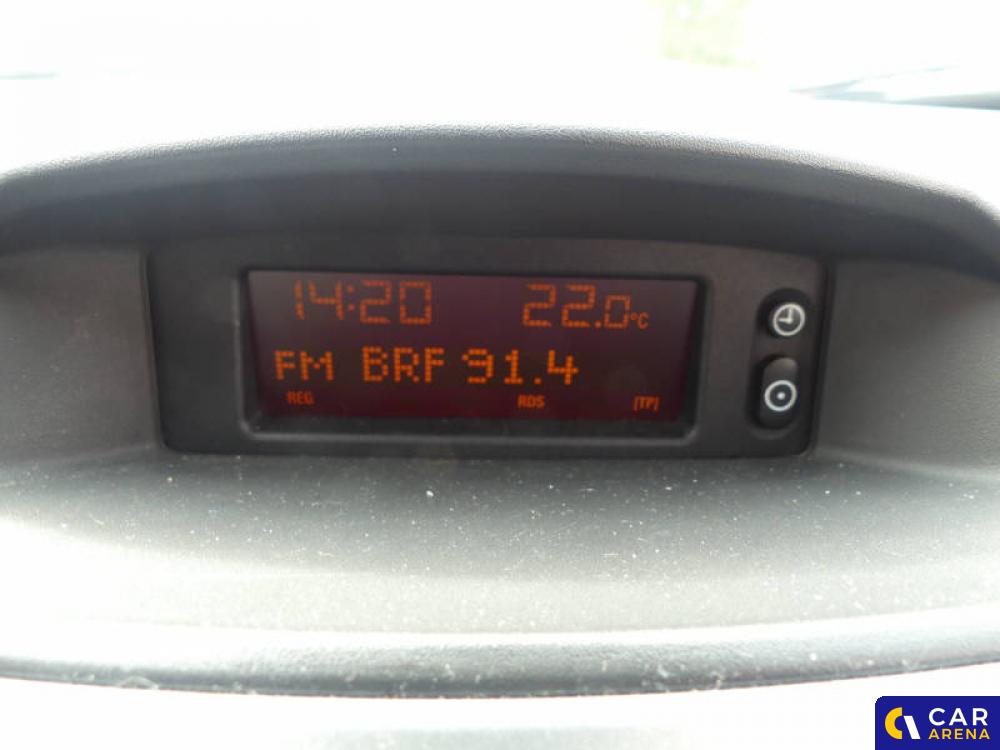 14:20 22.0°C
FM BRF 91.4
REG RDS [TP]
CAR
ARENA